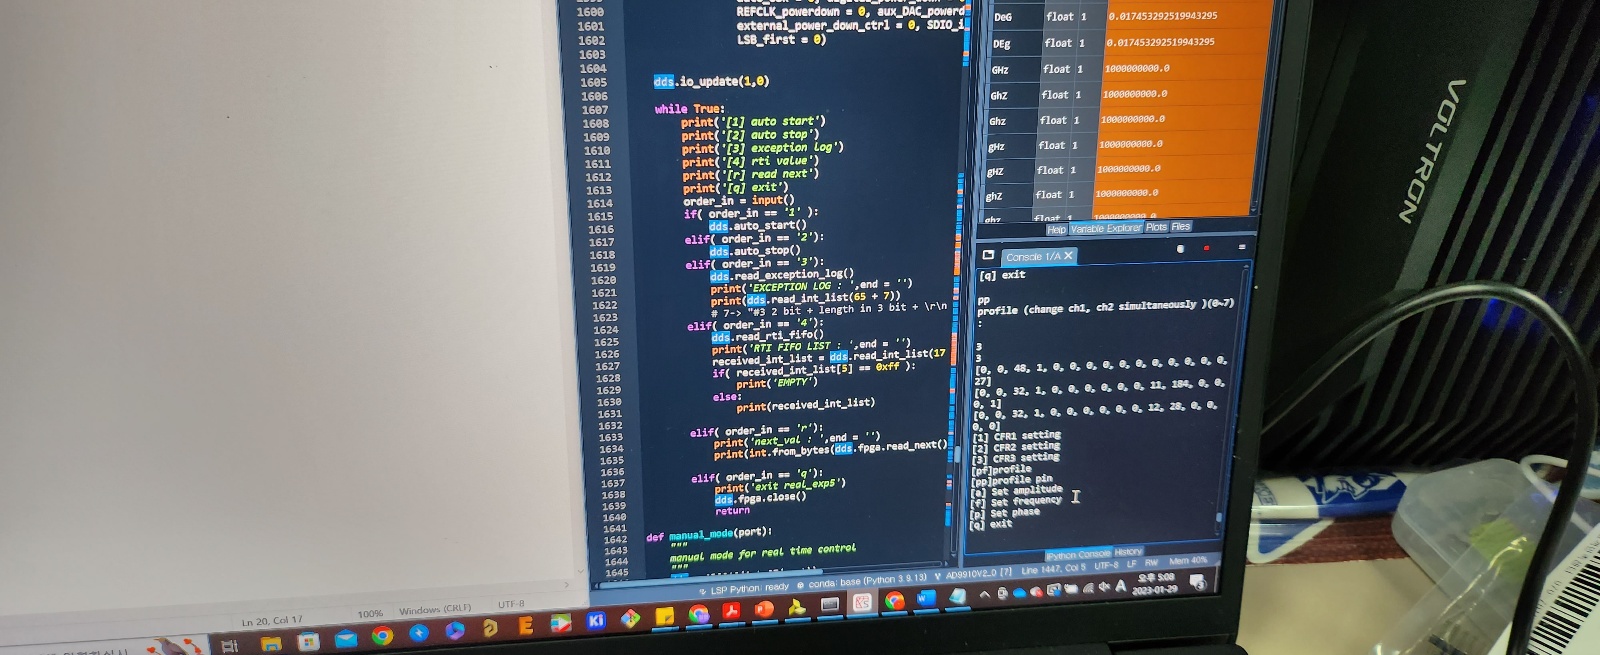 1600
REFCLK_powerdown = 0, aux_DAC_powerd
1601
external_power_down_ctrl = 0, SDIO_i
1602
LSB_first = 0)
1603
1604
1605
dds.io_update(1,0)
1606
1607
while True:
1608
print('[1] auto start')
1609
print('[2] auto stop')
1610
print('[3] exception log')
1611
print('[4] rti value')
1612
print('[r] read next')
1613
print('[q] exit')
1614
order_in = input()
1615
if( order_in == '1' ):
1616
dds.auto_start()
1617
elif( order_in == '2'):
1618
dds.auto_stop()
1619
elif( order_in == '3'):
1620
dds.read_exception_log()
1621
print('EXCEPTION LOG : ',end = '')
1622
print(dds.read_int_list(65 + 7))
1623
# 7-> "#3 2 bit + length in 3 bit + \r\n
1624
elif( order_in == '4'):
1625
dds.read_rti_fifo()
1626
print('RTI FIFO LIST : ',end = '')
1627
received_int_list = dds.read_int_list(17
1628
if( received_int_list[5] == 0xff ):
1629
print('EMPTY')
1630
else:
1631
print(received_int_list)
1632
1633
elif( order_in == 'r'):
1634
print('next_val : ',end = '')
1635
print(int.from_bytes(dds.fpga.read_next()
1636
1637
elif( order_in == 'q'):
1638
print('exit real_exp5')
1639
dds.fpga.close()
1640
return
1641
1642
def manual_mode(port):
1643
"""
1644
manual mode for real time control
1645
"""
DeG float 1 0.017453292519943295
DEg float 1 0.017453292519943295
GHz float 1 1000000000.0
GhZ float 1 1000000000.0
Ghz float 1 1000000000.0
gHz float 1 1000000000.0
gHZ float 1 1000000000.0
ghZ float 1 1000000000.0
ghz float 1 1000000000.0
Help Variable Explorer Plots Files
Console 1/A
[q] exit
pp
profile (change ch1, ch2 simultaneously )(0~7)
:
3
3
[0, 0, 48, 1, 0, 0, 0, 0, 0, 0, 0, 0, 0, 0, 0,
27]
[0, 0, 32, 1, 0, 0, 0, 0, 0, 0, 11, 184, 0, 0,
0, 1]
[0, 0, 32, 1, 0, 0, 0, 0, 0, 0, 12, 28, 0, 0,
0, 0]
[1] CFR1 setting
[2] CFR2 setting
[3] CFR3 setting
[pf]profile
[pp]profile pin
[a] Set amplitude
[f] Set frequency
[p] Set phase
[q] exit
IPython Console History
LSP Python: ready conda: base (Python 3.9.13) AD9910V2_0 [7] Line 1447, Col 5 UTF-8 LF RW Mem 40%
Ln 20, Col 17 100% Windows (CRLF) UTF-8
A 오후 5:08
2023-01-29
VOLTRON